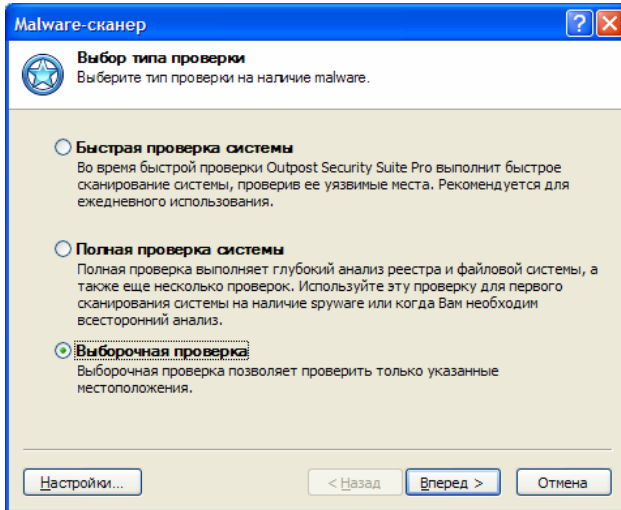 Malware-сканер
Выбор типа проверки
Выберите тип проверки на наличие malware.
Быстрая проверка системы
Во время быстрой проверки Outpost Security Suite Pro выполнит быстрое
сканирование системы, проверив ее уязвимые места. Рекомендуется для
ежедневного использования.
Полная проверка системы
Полная проверка выполняет глубокий анализ реестра и файловой системы, а
также еще несколько проверок. Используйте эту проверку для первого
сканирования системы на наличие spyware или когда Вам необходим
всесторонний анализ.
Выборочная проверка
Выборочная проверка позволяет проверить только указанные
местоположения.
Настройки... < Назад Вперед > Отмена